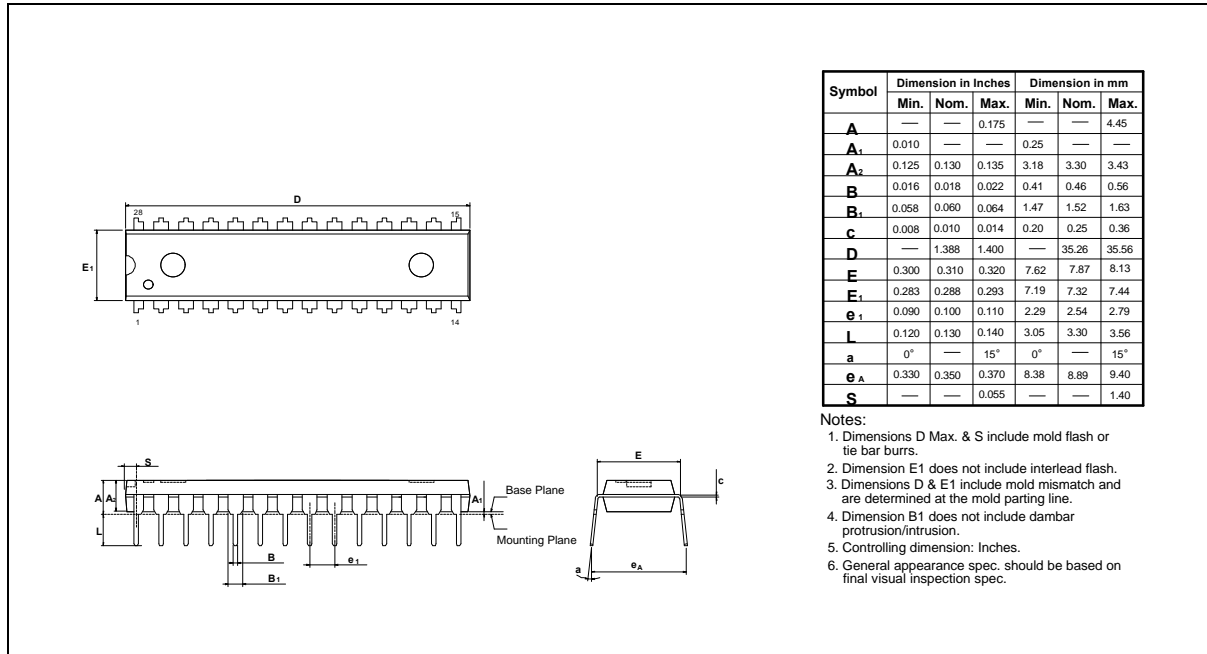 D
28
15
E1
1
14
S
A
A2
A1
Base Plane
L
Mounting Plane
B
e1
B1
E
c
a
eA
Symbol Dimension in Inches Dimension in mm
Min. Nom. Max. Min. Nom. Max.
A — — 0.175 — — 4.45
A1 0.010 — — 0.25 — —
A2 0.125 0.130 0.135 3.18 3.30 3.43
B 0.016 0.018 0.022 0.41 0.46 0.56
B1 0.058 0.060 0.064 1.47 1.52 1.63
c 0.008 0.010 0.014 0.20 0.25 0.36
D — 1.388 1.400 — 35.26 35.56
E 0.300 0.310 0.320 7.62 7.87 8.13
E1 0.283 0.288 0.293 7.19 7.32 7.44
e1 0.090 0.100 0.110 2.29 2.54 2.79
L 0.120 0.130 0.140 3.05 3.30 3.56
a 0° — 15° 0° — 15°
eA 0.330 0.350 0.370 8.38 8.89 9.40
S — — 0.055 — — 1.40
Notes:
1. Dimensions D Max. & S include mold flash or
tie bar burrs.
2. Dimension E1 does not include interlead flash.
3. Dimensions D & E1 include mold mismatch and
are determined at the mold parting line.
4. Dimension B1 does not include dambar
protrusion/intrusion.
5. Controlling dimension: Inches.
6. General appearance spec. should be based on
final visual inspection spec.